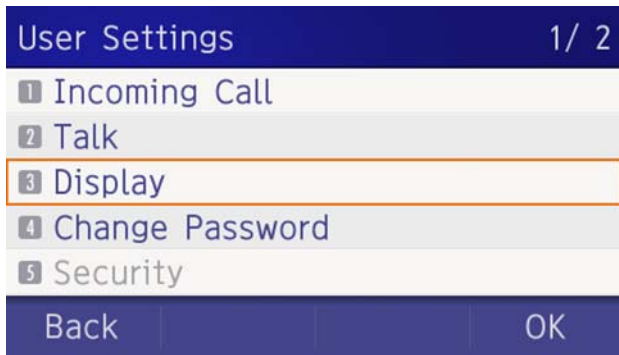 User Settings 1/ 2
1 Incoming Call
2 Talk
3 Display
4 Change Password
5 Security
Back OK